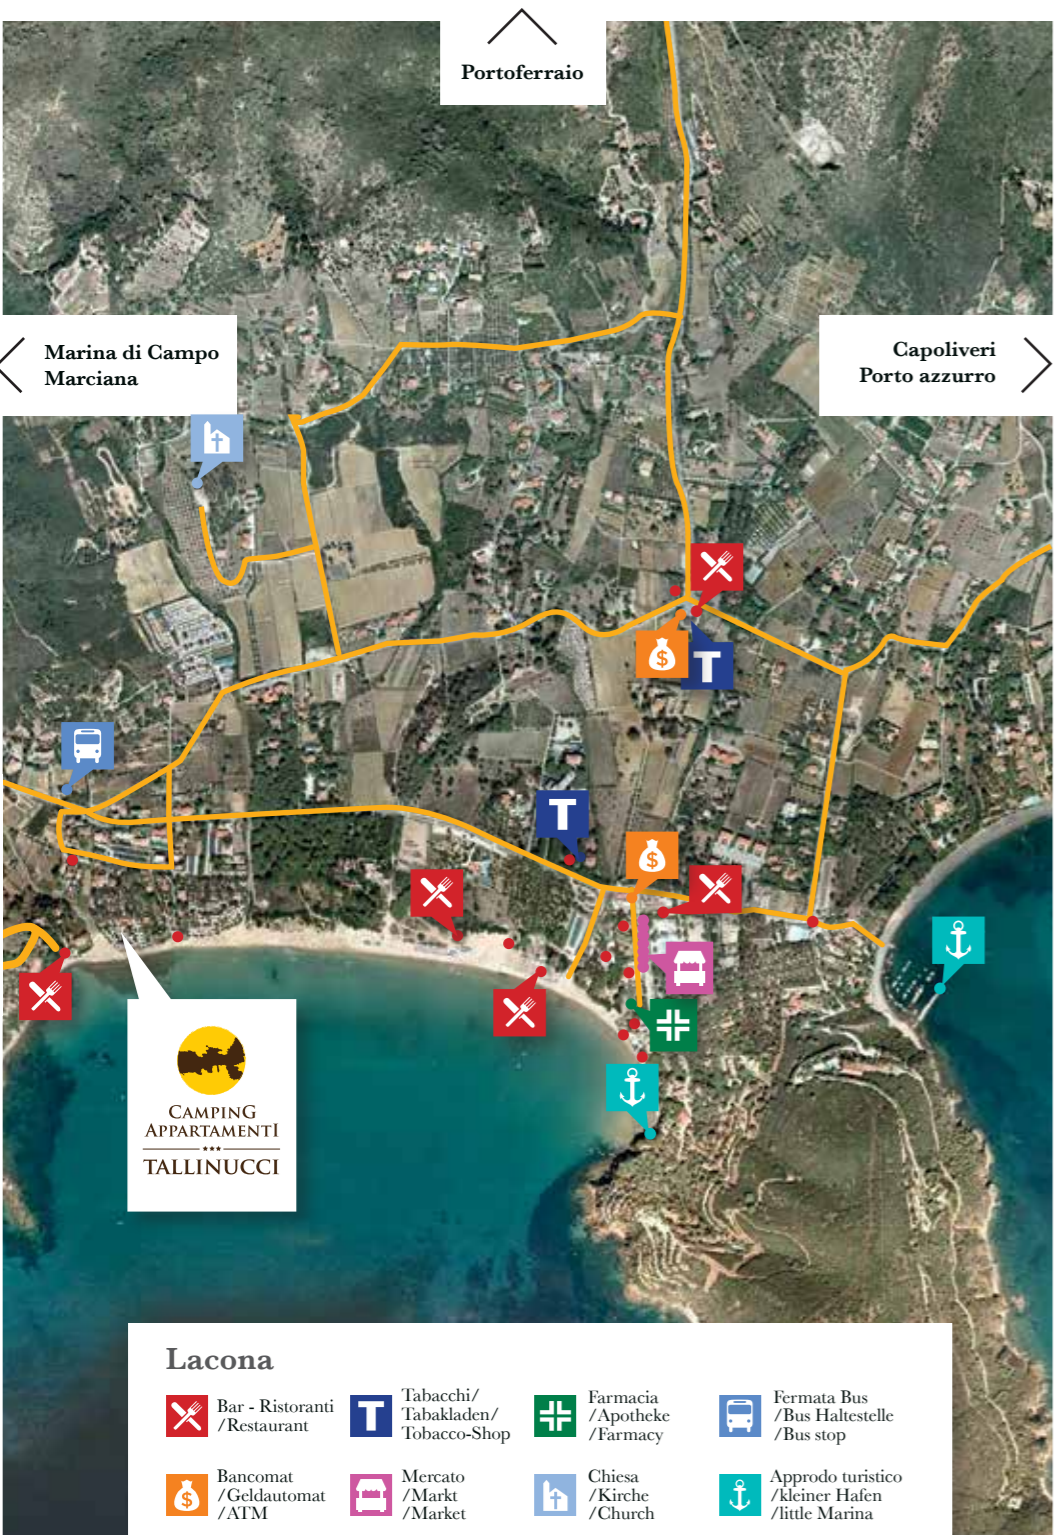 Portoferraio
Marina di Campo
Marciana
Capoliveri
Porto azzurro
T
$
T
$
CAMPING
APPARTAMENTI
***
TALLINUCCI
Lacona
Bar - Ristoranti
/Restaurant
T
Tabacchi/
Tabakladen/
Tobacco-Shop
Farmacia
/Apotheke
/Farmacy
Fermata Bus
/Bus Haltestelle
/Bus stop
$
Bancomat
/Geldautomat
/ATM
Mercato
/Markt
/Market
Chiesa
/Kirche
/Church
Approdo turistico
/kleiner Hafen
/little Marina